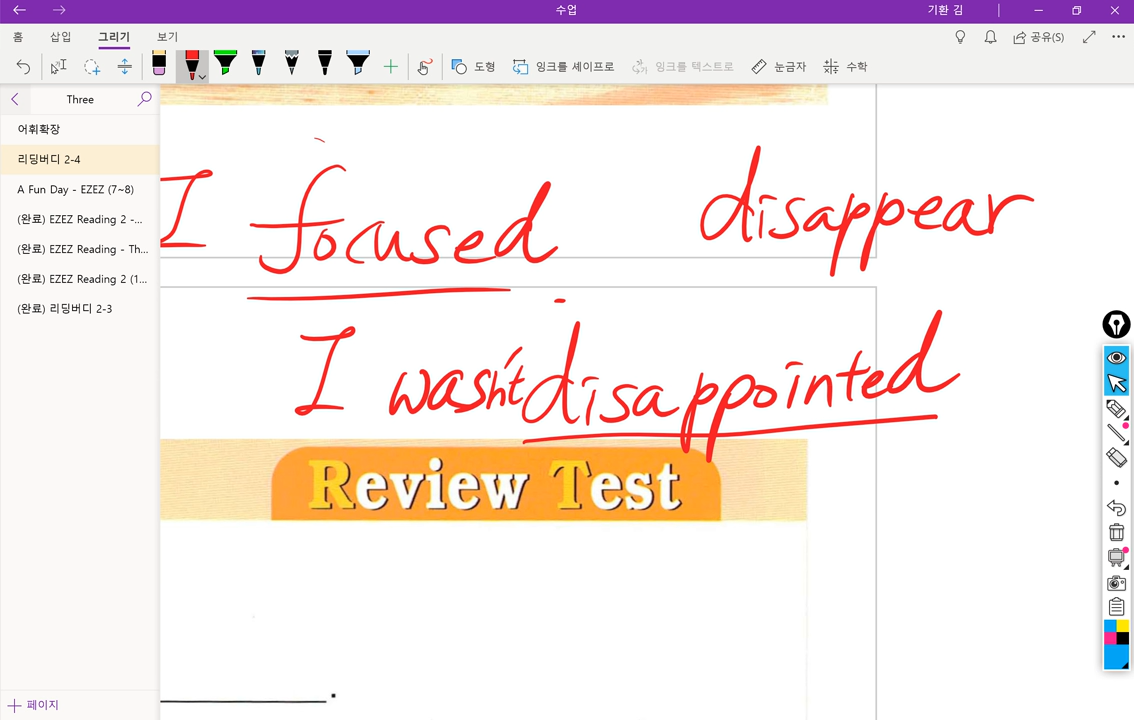 수업
기환 김
홈 삽입 그리기 보기
공유(S)
도형 잉크를 셰이프로 잉크를 텍스트로 눈금자 수학
Three
어휘확장
리딩버디 2-4
A Fun Day - EZEZ (7~8)
(완료) EZEZ Reading 2 -...
(완료) EZEZ Reading - Th...
(완료) EZEZ Reading 2 (1...
(완료) 리딩버디 2-3
페이지
I focused disappear
I wasn't disappointed
Review Test
.